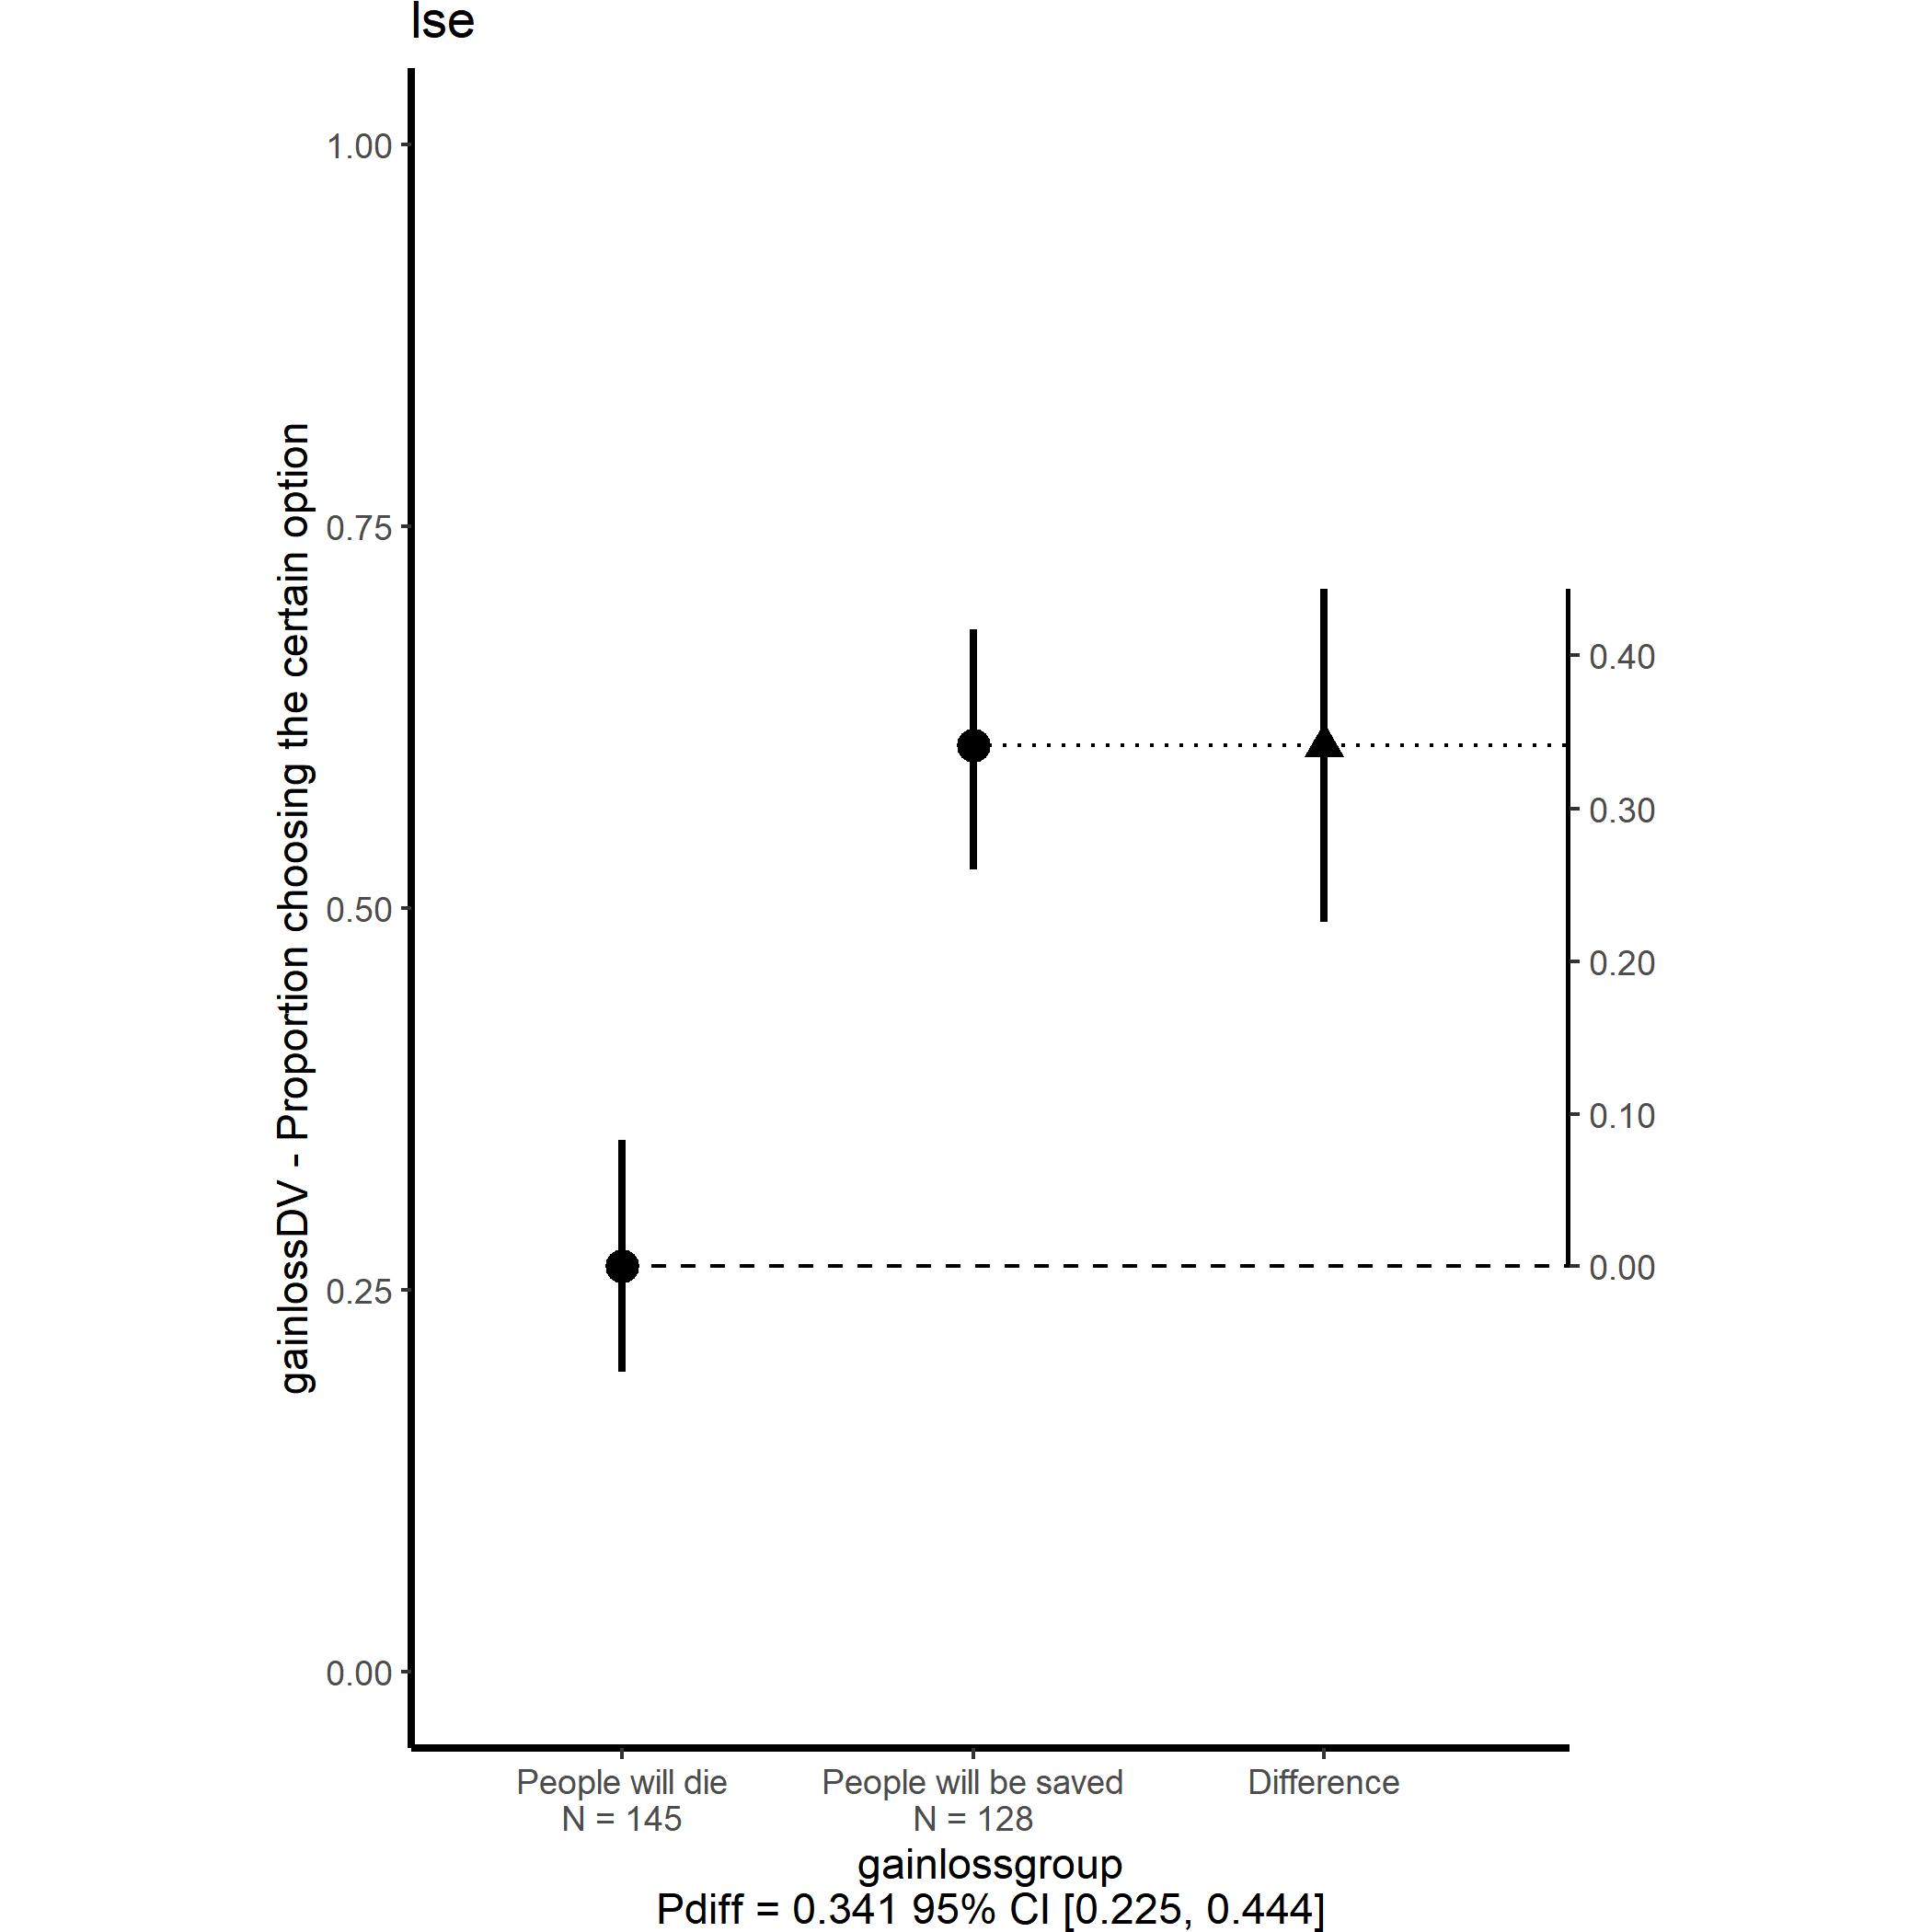 lse
gainlossDV - Proportion choosing the certain option
1.00
0.75
0.50
0.25
0.00
0.40
0.30
0.20
0.10
0.00
People will die
N = 145
People will be saved
N = 128
Difference
gainlossgroup
Pdiff = 0.341 95% CI [0.225, 0.444]